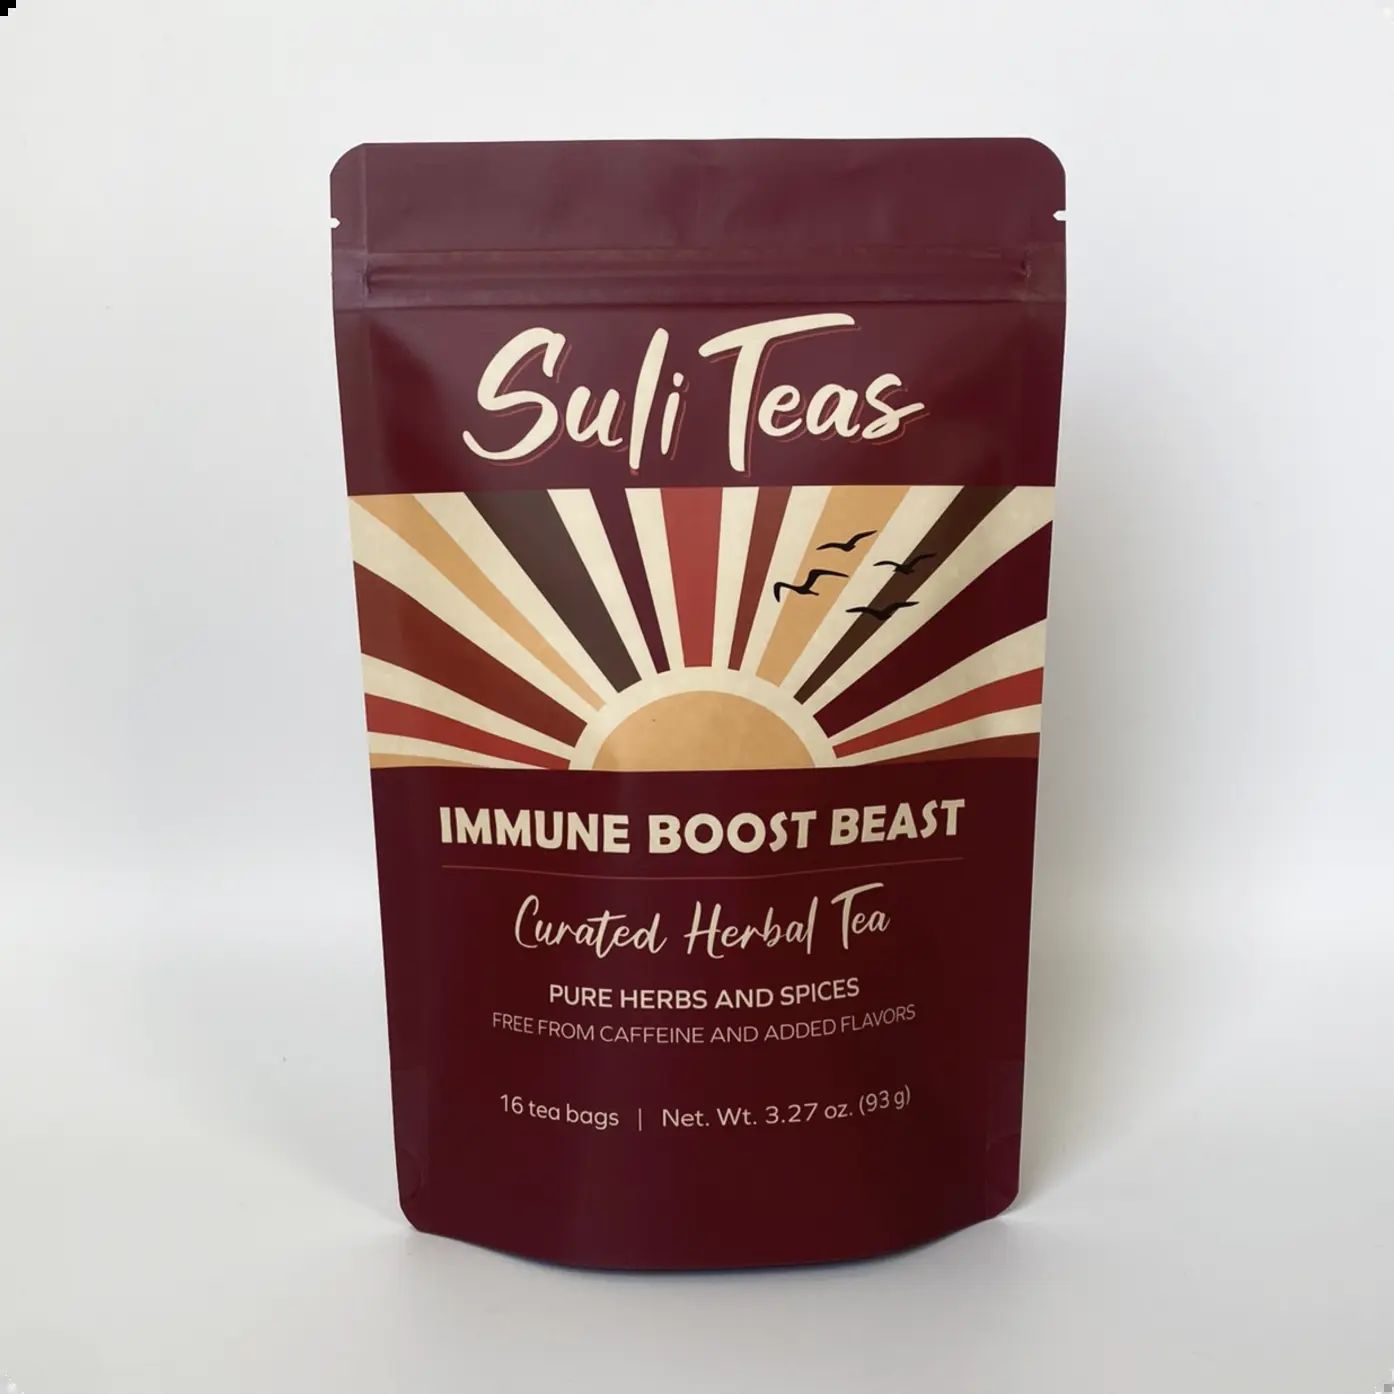 Suli Teas
IMMUNE BOOST BEAST
Curated Herbal Tea
PURE HERBS AND SPICES
FREE FROM CAFFEINE AND ADDED FLAVORS
16 tea bags | Net. Wt. 3.27 oz. (93 g)